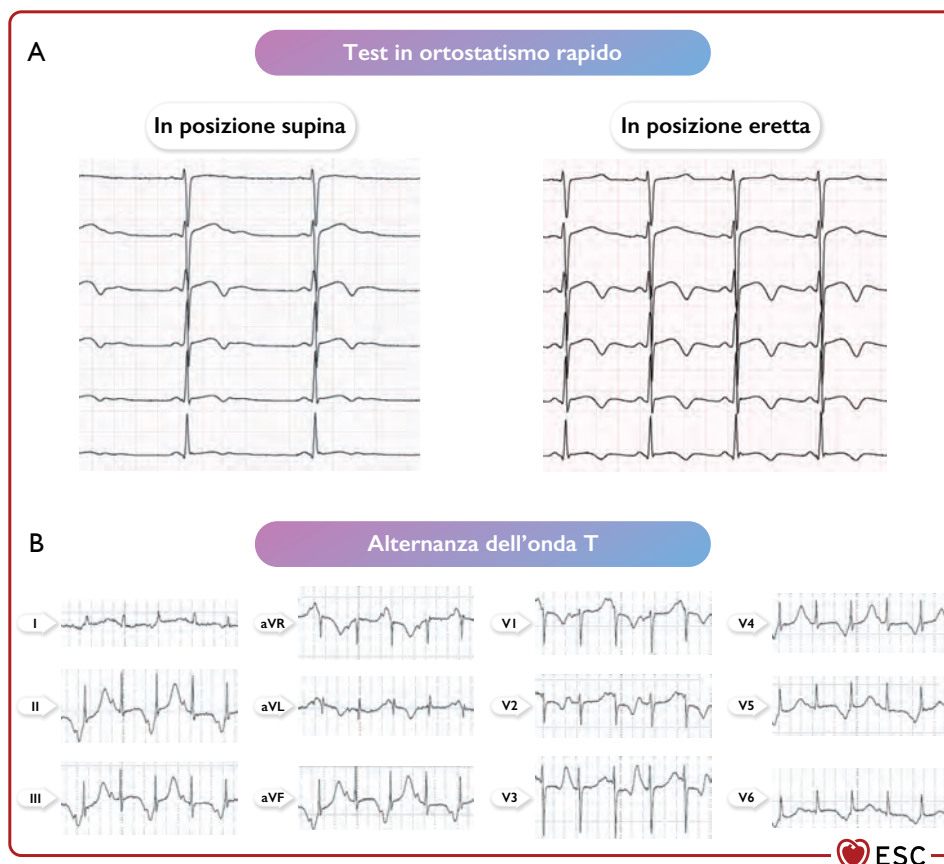 A
Test in ortostatismo rapido
In posizione supina
In posizione eretta
B
Alternanza dell'onda T
I
aVR
V1
V4
II
aVL
V2
V5
III
aVF
V3
V6
ESC